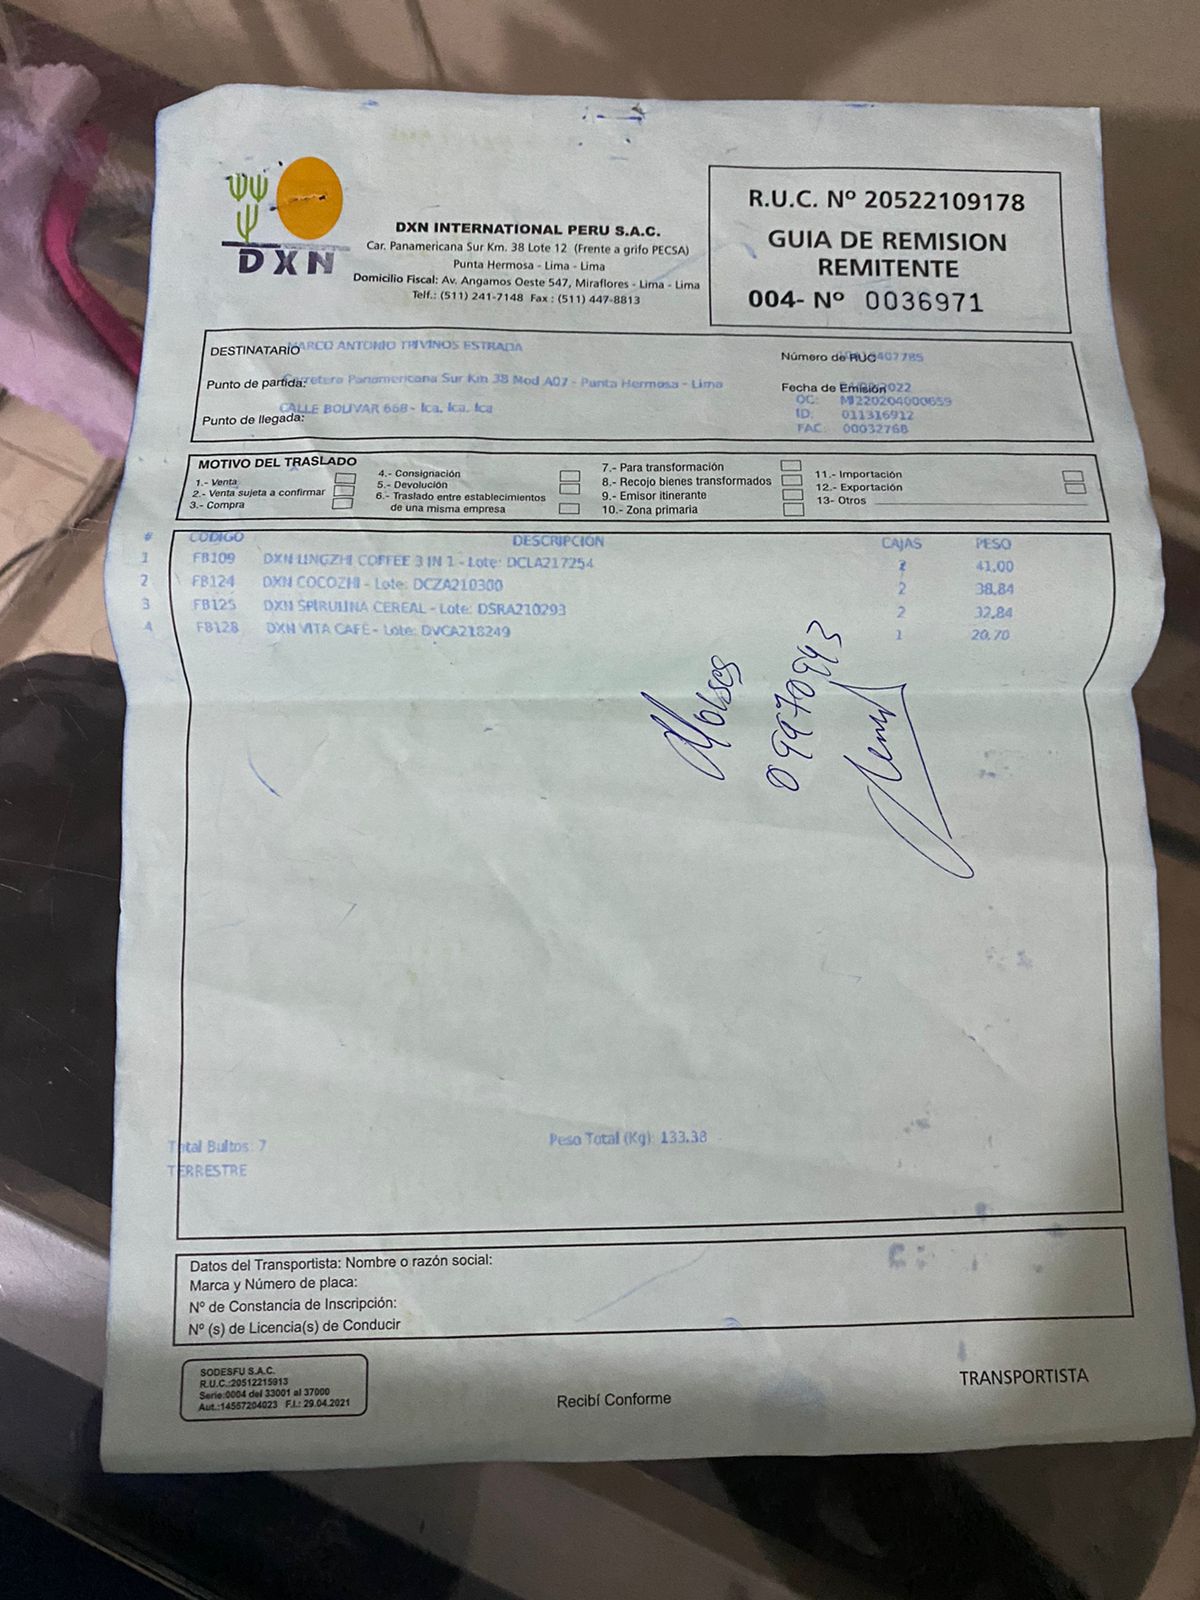 DXN
DXN INTERNATIONAL PERU S.A.C.
Car. Panamericana Sur Km. 38 Lote 12 (Frente a grifo PECSA)
Punta Hermosa - Lima - Lima
Domicilio Fiscal: Av. Angamos Oeste 547, Miraflores - Lima - Lima
Telf.: (511) 241-7148 Fax : (511) 447-8813
R.U.C. Nº 20522109178
GUIA DE REMISION
REMITENTE
004- Nº 0036971
DESTINATARIO MARCO ANTONIO TRIVINOS ESTRADA
Punto de partida: Carretera Panamericana Sur Km 38 Mod A07 - Punta Hermosa - Lima
Punto de llegada: CALLE BOLIVAR 668 - Ica. Ica. Ica
Número de RUC
Fecha de Emisión 2022
OC: MI220204000659
ID: 011316912
FAC: 00032768
MOTIVO DEL TRASLADO
1.- Venta
2.- Venta sujeta a confirmar
3.- Compra
4.- Consignación
5.- Devolución
6.- Traslado entre establecimientos
de una misma empresa
7.- Para transformación
8.- Recojo bienes transformados
9.- Emisor itinerante
10.- Zona primaria
11.- Importación
12.- Exportación
13- Otros
# CODIGO DESCRIPCIÓN CAJAS PESO
1 FB109 DXN LINGZHI COFFEE 3 IN 1 - Lote: DCLA217254 2 41.00
2 FB124 DXN COCOZHI - Lote: DCZA210300 2 38.84
3 FB125 DXN SPIRULINA CEREAL - Lote: DSRA210293 2 32.84
4 FB128 DXN VITA CAFE - Lote: DVCA218249 1 20.70
Moises
09970943
Total Bultos: 7
Peso Total (Kg): 133.38
TERRESTRE
Datos del Transportista: Nombre o razón social:
Marca y Número de placa:
Nº de Constancia de Inscripción:
Nº (s) de Licencia(s) de Conducir
SODESFU S.A.C.
R.U.C.:20512215913
Serie:0004 del 33001 al 37000
Aut.:14557204023 F.I.: 29.04.2021
Recibí Conforme
TRANSPORTISTA